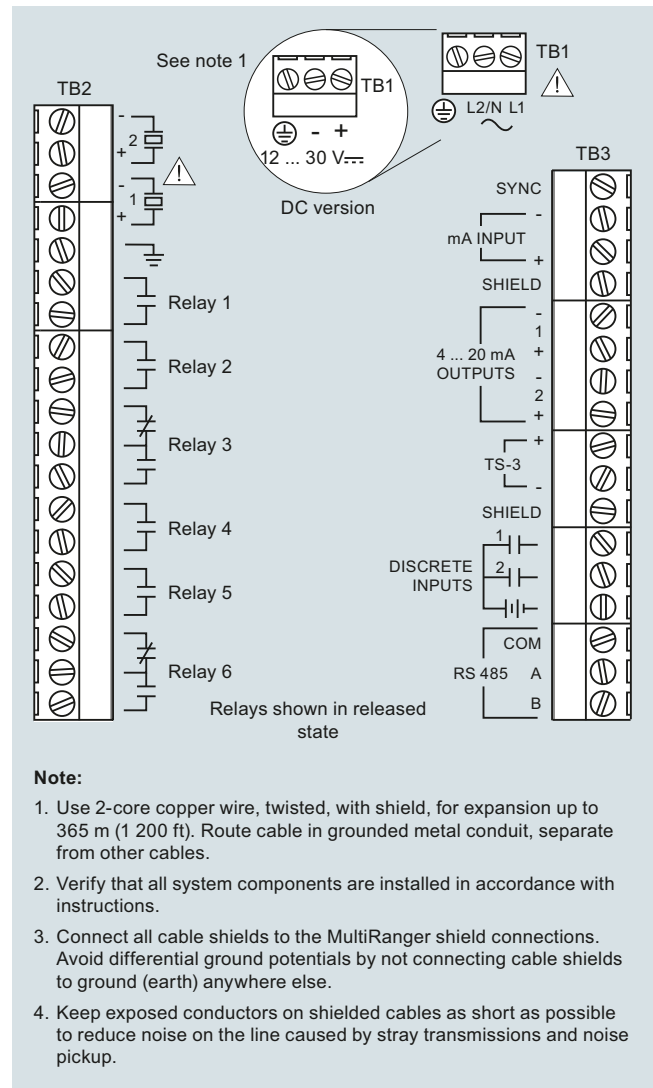 See note 1
TB1
TB1
L2/N L1
- +
12 ... 30 V
DC version
TB2
- 2 +
- 1 +
Relay 1
Relay 2
Relay 3
Relay 4
Relay 5
Relay 6
Relays shown in released
state
TB3
SYNC
-
mA INPUT
+
SHIELD
-
1
+
4 ... 20 mA
OUTPUTS
-
2
+
+
TS-3
-
SHIELD
1
DISCRETE
INPUTS
2
COM
RS 485 A
B
Note:
1. Use 2-core copper wire, twisted, with shield, for expansion up to
365 m (1 200 ft). Route cable in grounded metal conduit, separate
from other cables.
2. Verify that all system components are installed in accordance with
instructions.
3. Connect all cable shields to the MultiRanger shield connections.
Avoid differential ground potentials by not connecting cable shields
to ground (earth) anywhere else.
4. Keep exposed conductors on shielded cables as short as possible
to reduce noise on the line caused by stray transmissions and noise
pickup.